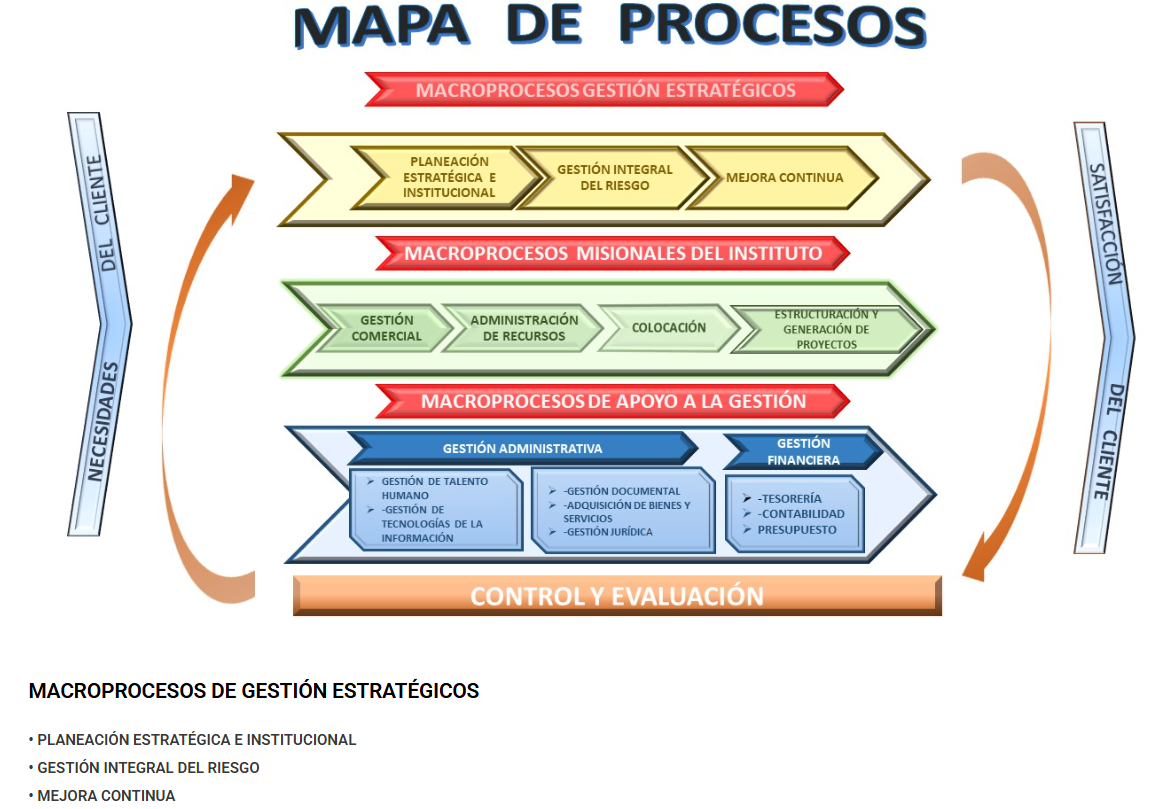 MAPA DE PROCESOS
MACROPROCESOS GESTIÓN ESTRATÉGICOS
NECESIDADES DEL CLIENTE
PLANEACIÓN
ESTRATÉGICA E
INSTITUCIONAL
GESTIÓN INTEGRAL
DEL RIESGO
MEJORA CONTINUA
SATISFACCIÓN DEL CLIENTE
MACROPROCESOS MISIONALES DEL INSTITUTO
GESTIÓN
COMERCIAL
ADMINISTRACIÓN
DE RECURSOS
COLOCACIÓN
ESTRUCTURACIÓN Y
GENERACIÓN DE
PROYECTOS
MACROPROCESOS DE APOYO A LA GESTIÓN
GESTIÓN ADMINISTRATIVA
GESTIÓN DE TALENTO
HUMANO
-GESTIÓN DE
TECNOLOGÍAS DE LA
INFORMACIÓN
-GESTIÓN DOCUMENTAL
-ADQUISICIÓN DE BIENES Y
SERVICIOS
-GESTIÓN JURÍDICA
GESTIÓN
FINANCIERA
-TESORERÍA
-CONTABILIDAD
PRESUPUESTO
CONTROL Y EVALUACIÓN
MACROPROCESOS DE GESTIÓN ESTRATÉGICOS
• PLANEACIÓN ESTRATÉGICA E INSTITUCIONAL
• GESTIÓN INTEGRAL DEL RIESGO
• MEJORA CONTINUA